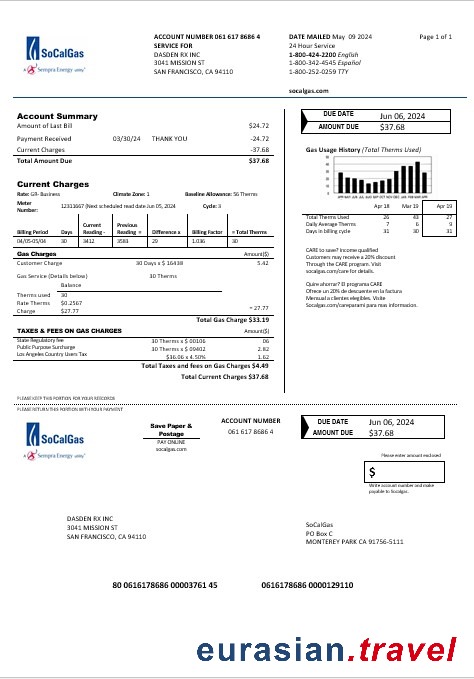 SoCalGas
A Sempra Energy utility
ACCOUNT NUMBER 061 617 8686 4
SERVICE FOR
DASDEN RX INC
3041 MISSION ST
SAN FRANCISCO, CA 94110
DATE MAILED May 09 2024
24 Hour Service
1-800-424-2200 English
1-800-342-4545 Español
1-800-252-0259 TTY
socalgas.com
Page 1 of 1
Account Summary
Amount of Last Bill $24.72
Payment Received 03/30/24 THANK YOU -24.72
Current Charges -37.68
Total Amount Due $37.68
DUE DATE Jun 06, 2024
AMOUNT DUE $37.68
Gas Usage History (Total Therms Used)
50
40
30
20
10
0
Apr 18 Mar 19 Apr 19
Total Therms Used 26 43 27
Daily Average Therms 7 6 9
Days in billing cycle 31 30 31
CARE to save? Income qualified
Customers may receive a 20% discount
Through the CARE program. Visit
socalgas.com/care for details.
Quire ahorrar? El programa CARE
Ofrece un 20% de descuento en la factura
Mensual a clientes elegibles. Visite
Socalgas.com/careparami para mas informacion.
Current Charges
Rate: GR- Business Climate Zone: 1 Baseline Allowance: 56 Therms
Meter Number: 12311667 (Next scheduled read date Jun 05, 2024 Cycle: 3
Billing Period Days Current Reading - Previous Reading = Difference x Billing Factor = Total Therms
04/05-05/04 30 3412 3583 29 1.036 30
Gas Charges Amount($)
Customer Charge 30 Days x $ 16438 5.42
Gas Service (Details below) 30 Therms
Balance
Therms used 30
Rate Therms $0.2567
Charge $27.77 = 27.77
Total Gas Charge $33.19
TAXES & FEES ON GAS CHARGES Amount($)
State Regulatory fee 30 Therms x $ 00106 06
Public Purpose Surcharge 30 Therms x $ 09402 2.82
Los Angeles Country Users Tax $36.06 x 4.50% 1.62
Total Taxes and fees on Gas Charges $4.49
Total Current Charges $37.68
PLEASE KEEP THIS PORTION FOR YOUR RECORDS
PLEASE RETURN THIS PORTION WITH YOUR PAYMENT
SoCalGas
A Sempra Energy utility
Save Paper &
Postage
PAY ONLINE
socalgas.com
ACCOUNT NUMBER
061 617 8686 4
DUE DATE Jun 06, 2024
AMOUNT DUE $37.68
Please enter amount enclosed
$
Write account number and make
payable to Socalgas.
DASDEN RX INC
3041 MISSION ST
SAN FRANCISCO, CA 94110
SoCalGas
PO Box C
MONTEREY PARK CA 91756-5111
80 0616178686 00003761 45
0616178686 0000129110
eurasian.travel